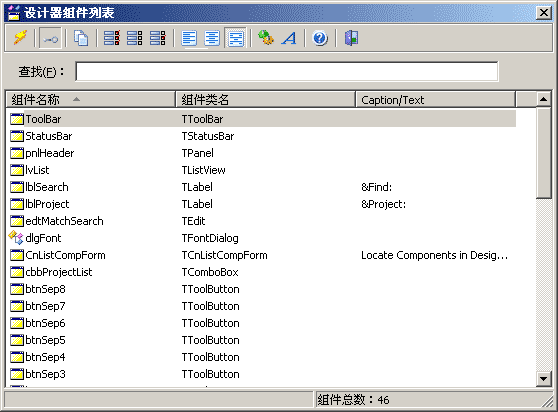 设计器组件列表
查找(F)：
组件名称 组件类名 Caption/Text
ToolBar TToolBar
StatusBar TStatusBar
pnlHeader TPanel
lvList TListView
lblSearch TLabel &Find:
lblProject TLabel &Project:
edtMatchSearch TEdit
dlgFont TFontDialog
CnListCompForm TCnListCompForm Locate Components in Desig...
cbbProjectList TComboBox
btnSep8 TToolButton
btnSep7 TToolButton
btnSep6 TToolButton
btnSep5 TToolButton
btnSep4 TToolButton
btnSep3 TToolButton
组件总数：46